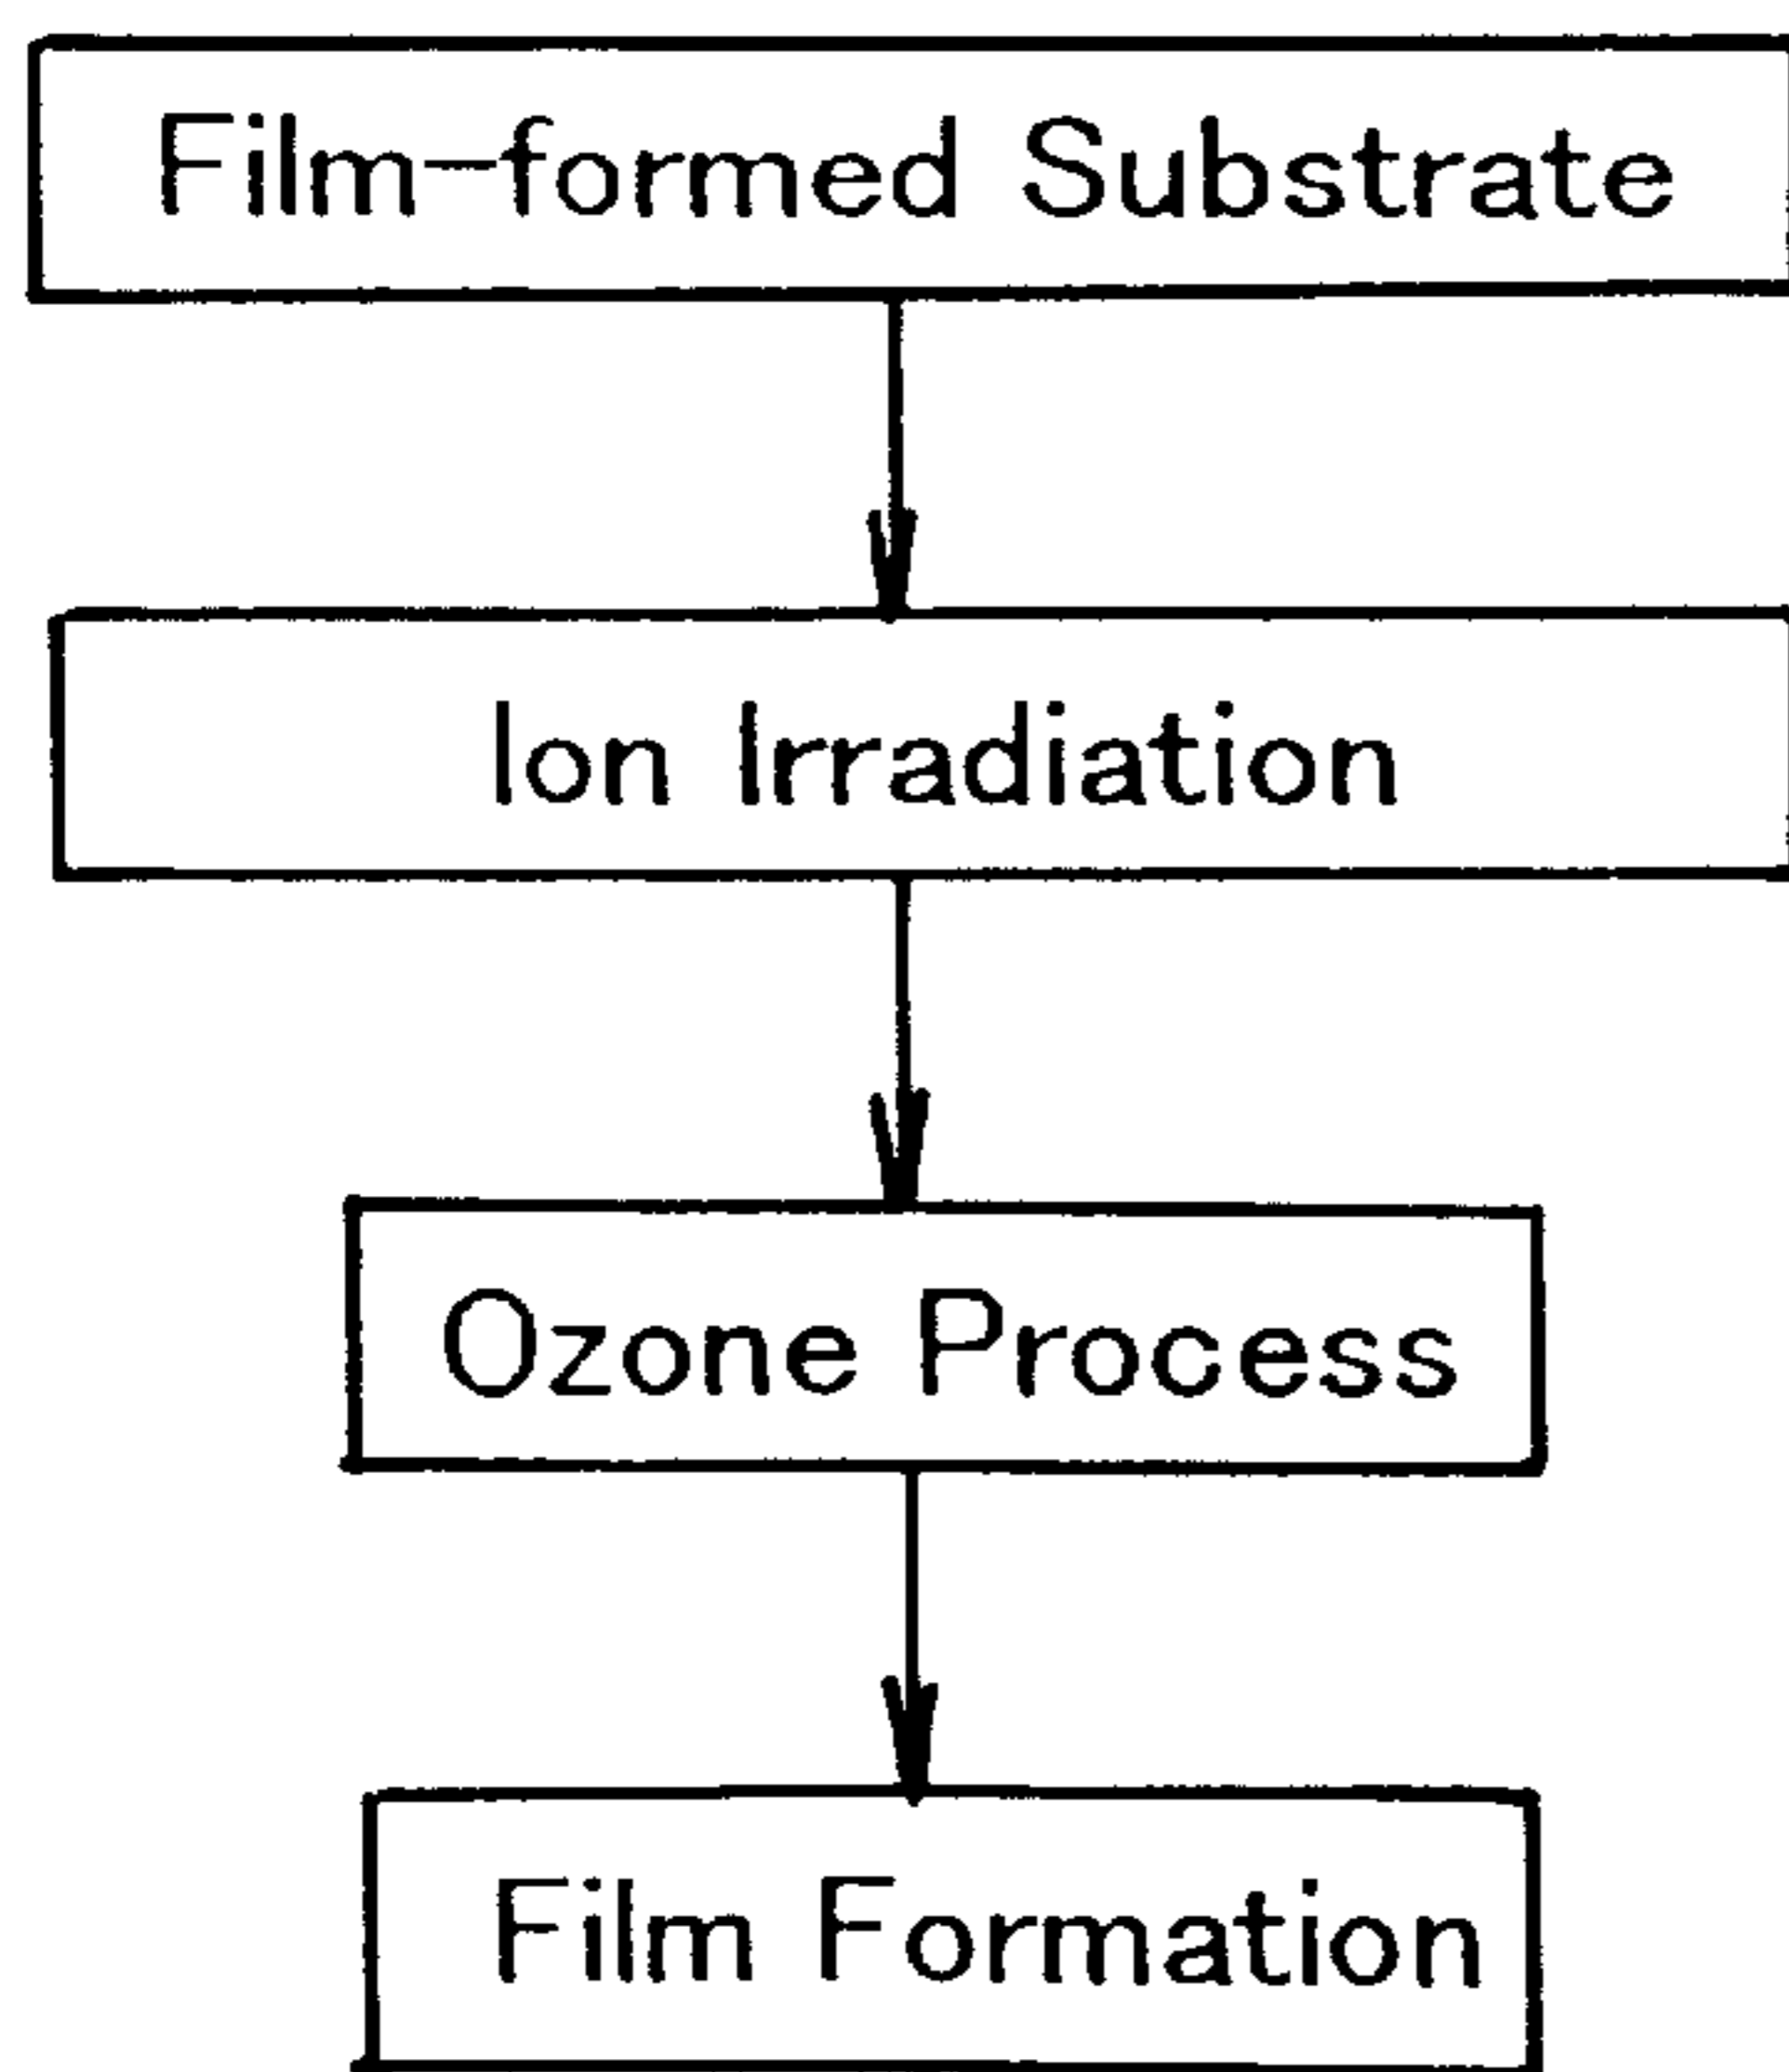 Film-formed Substrate
Ion Irradiation
Ozone Process
Film Formation